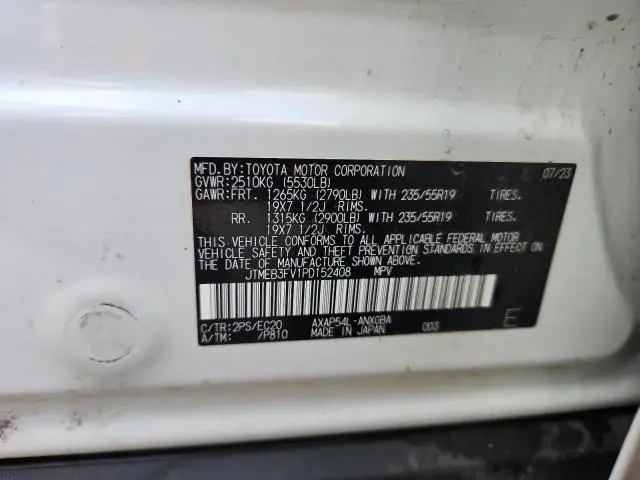 MFD.BY:TOYOTA MOTOR CORPORATION 07/23
GVWR:2510KG (5530LB)
GAWR:FRT. 1265KG (2790LB) WITH 235/55R19 TIRES.
19X7 1/2J RIMS.
RR. 1315KG (2900LB) WITH 235/55R19 TIRES.
19X7 1/2J RIMS.
THIS VEHICLE CONFORMS TO ALL APPLICABLE FEDERAL MOTOR
VEHICLE SAFETY AND THEFT PREVENTION STANDARDS IN EFFECT ON
THE DATE OF MANUFACTURE SHOWN ABOVE.
JTMEB3FV1PD152408 MPV
C/TR:2PS/EC20 AXAP54L-ANXGBA 003 E
A/TM: /P810 MADE IN JAPAN